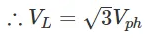 ∴ V_L = √3 V_ph